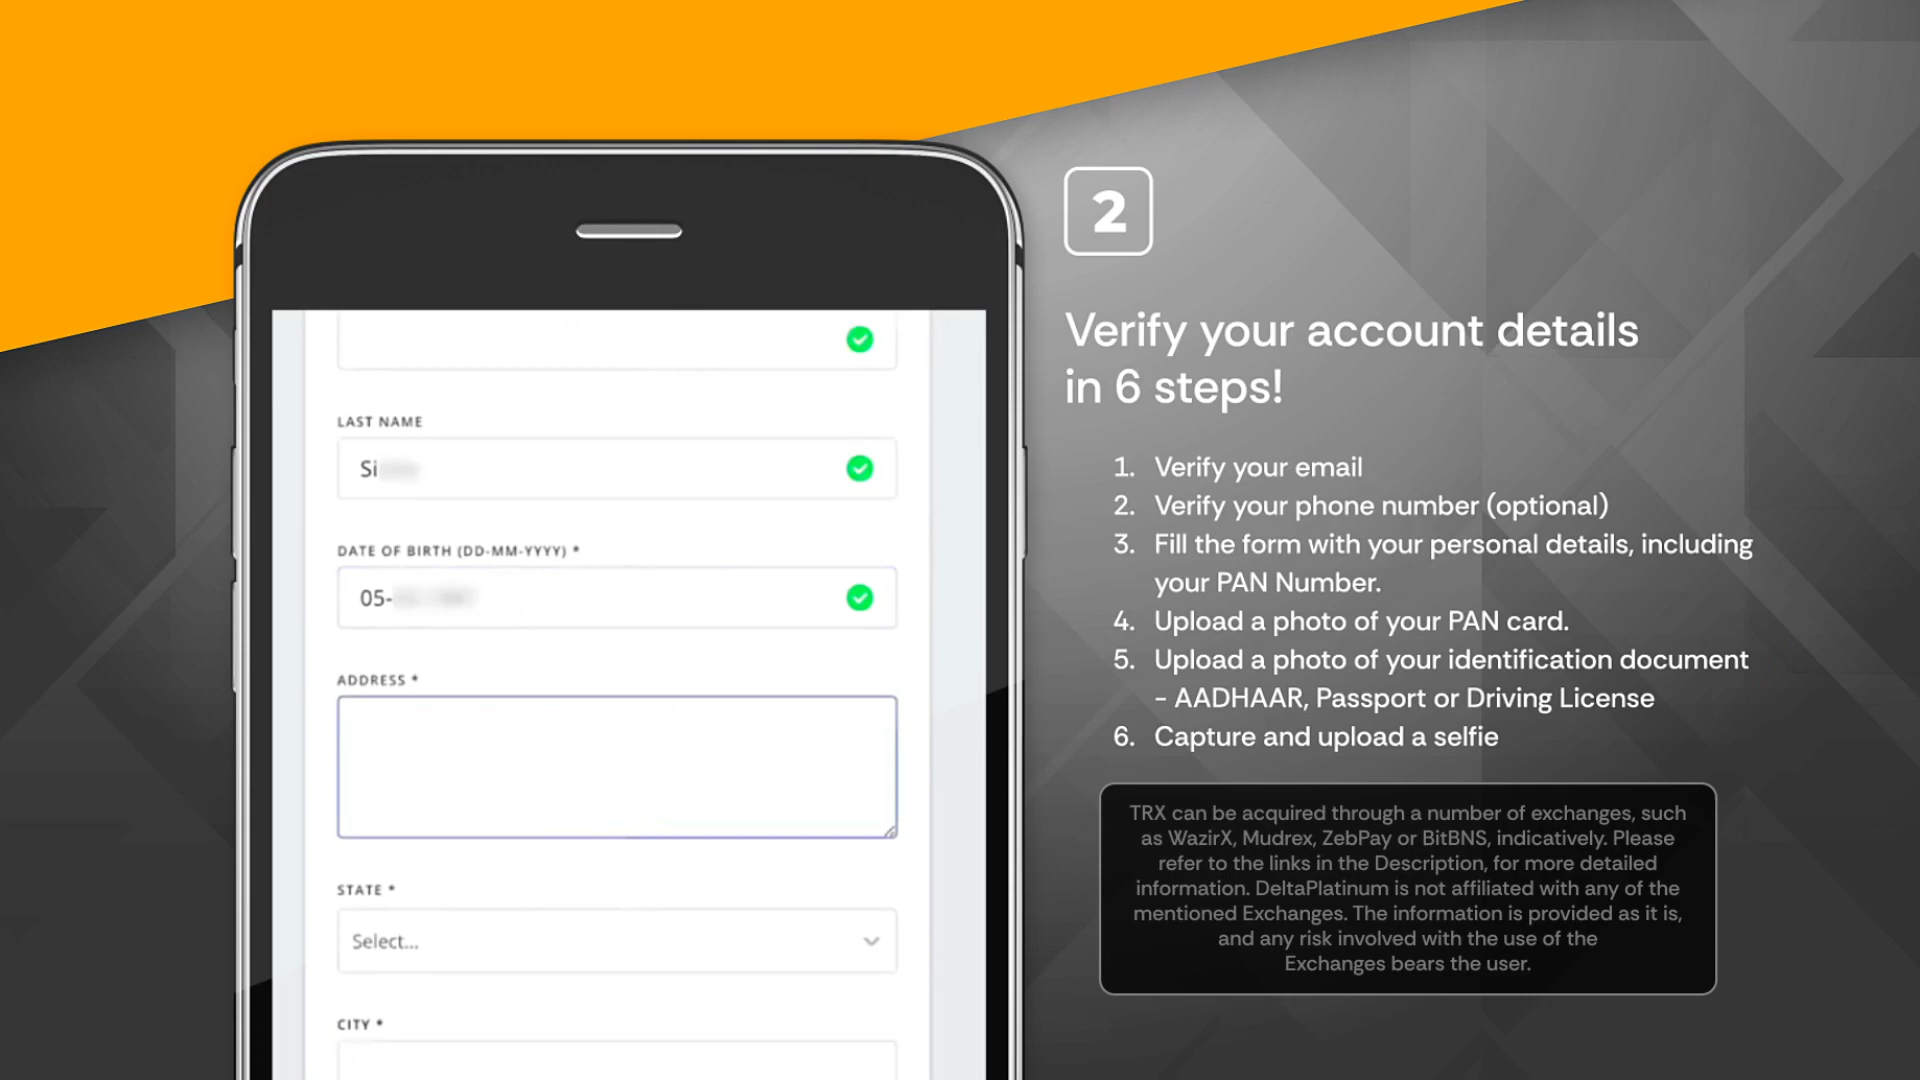 LAST NAME
Si
DATE OF BIRTH (DD-MM-YYYY) *
05-
ADDRESS *
STATE *
Select...
CITY *
2
Verify your account details
in 6 steps!
1. Verify your email
2. Verify your phone number (optional)
3. Fill the form with your personal details, including
your PAN Number.
4. Upload a photo of your PAN card.
5. Upload a photo of your identification document
- AADHAAR, Passport or Driving License
6. Capture and upload a selfie
TRX can be acquired through a number of exchanges, such
as WazirX, Mudrex, ZebPay or BitBNS, indicatively. Please
refer to the links in the Description, for more detailed
information. DeltaPlatinum is not affiliated with any of the
mentioned Exchanges. The information is provided as it is,
and any risk involved with the use of the
Exchanges bears the user.